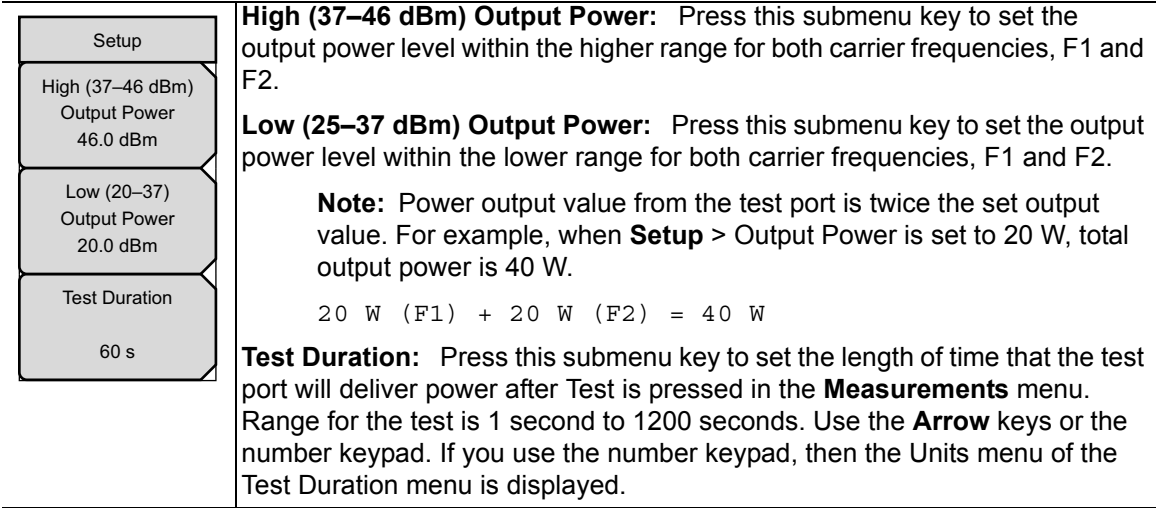 Setup
High (37–46 dBm)
Output Power
46.0 dBm
Low (20–37)
Output Power
20.0 dBm
Test Duration
60 s
High (37–46 dBm) Output Power: Press this submenu key to set the
output power level within the higher range for both carrier frequencies, F1 and
F2.
Low (25–37 dBm) Output Power: Press this submenu key to set the output
power level within the lower range for both carrier frequencies, F1 and F2.
Note: Power output value from the test port is twice the set output
value. For example, when Setup > Output Power is set to 20 W, total
output power is 40 W.
20 W (F1) + 20 W (F2) = 40 W
Test Duration: Press this submenu key to set the length of time that the test
port will deliver power after Test is pressed in the Measurements menu.
Range for the test is 1 second to 1200 seconds. Use the Arrow keys or the
number keypad. If you use the number keypad, then the Units menu of the
Test Duration menu is displayed.